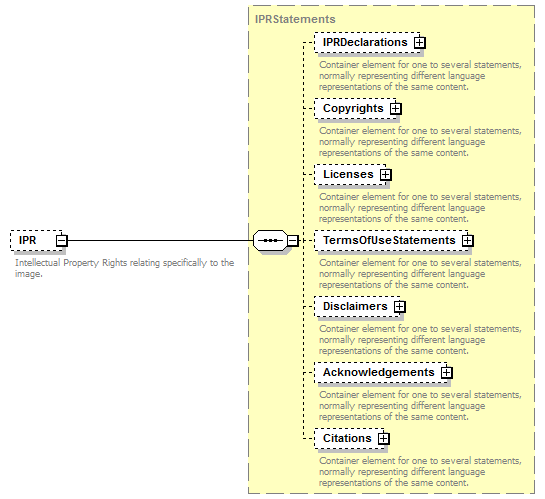 IPRStatements
IPRDeclarations
Container element for one to several statements,
normally representing different language
representations of the same content.
Copyrights
Container element for one to several statements,
normally representing different language
representations of the same content.
Licenses
Container element for one to several statements,
normally representing different language
representations of the same content.
IPR
Intellectual Property Rights relating specifically to the
image.
TermsOfUseStatements
Container element for one to several statements,
normally representing different language
representations of the same content.
Disclaimers
Container element for one to several statements,
normally representing different language
representations of the same content.
Acknowledgements
Container element for one to several statements,
normally representing different language
representations of the same content.
Citations
Container element for one to several statements,
normally representing different language
representations of the same content.